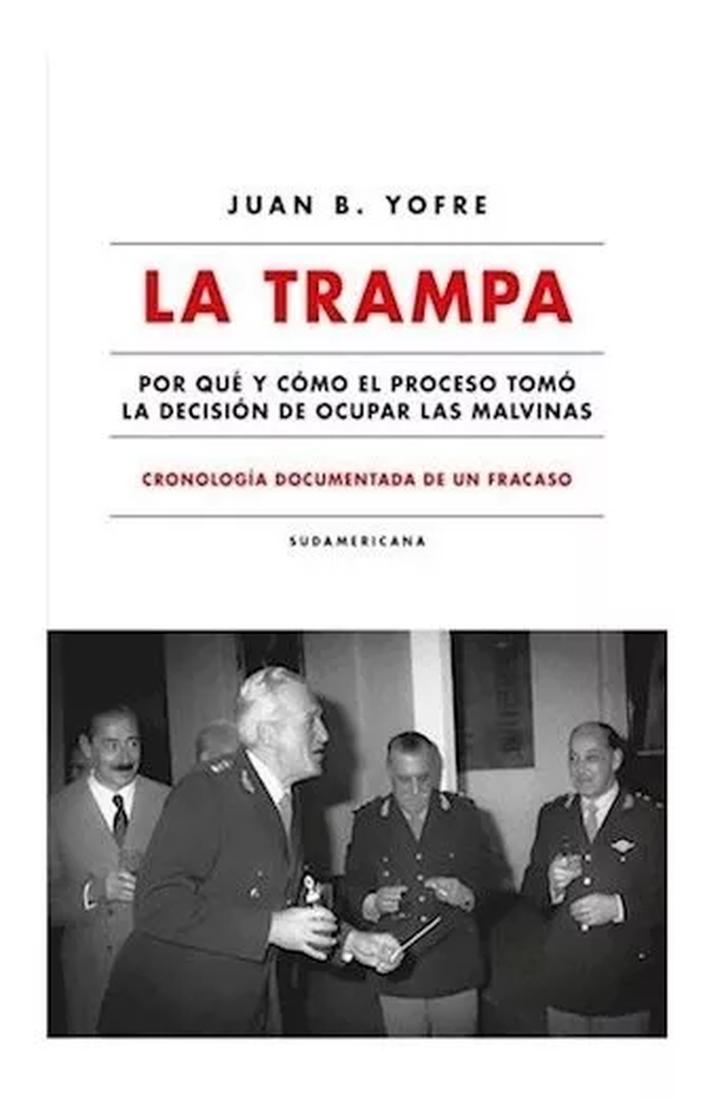 JUAN B. YOFRE
LA TRAMPA
POR QUÉ Y CÓMO EL PROCESO TOMÓ
LA DECISIÓN DE OCUPAR LAS MALVINAS
CRONOLOGÍA DOCUMENTADA DE UN FRACASO
SUDAMERICANA